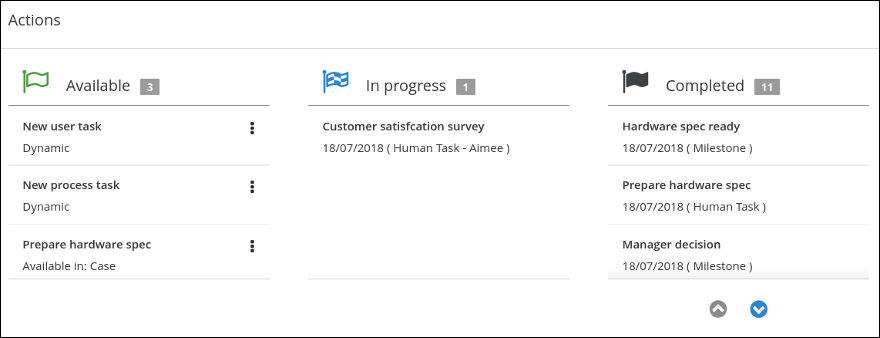 Actions
Available 3
New user task
Dynamic
New process task
Dynamic
Prepare hardware spec
Available in: Case
In progress 1
Customer satisfcation survey
18/07/2018 ( Human Task - Aimee )
Completed 11
Hardware spec ready
18/07/2018 ( Milestone )
Prepare hardware spec
18/07/2018 ( Human Task )
Manager decision
18/07/2018 ( Milestone )